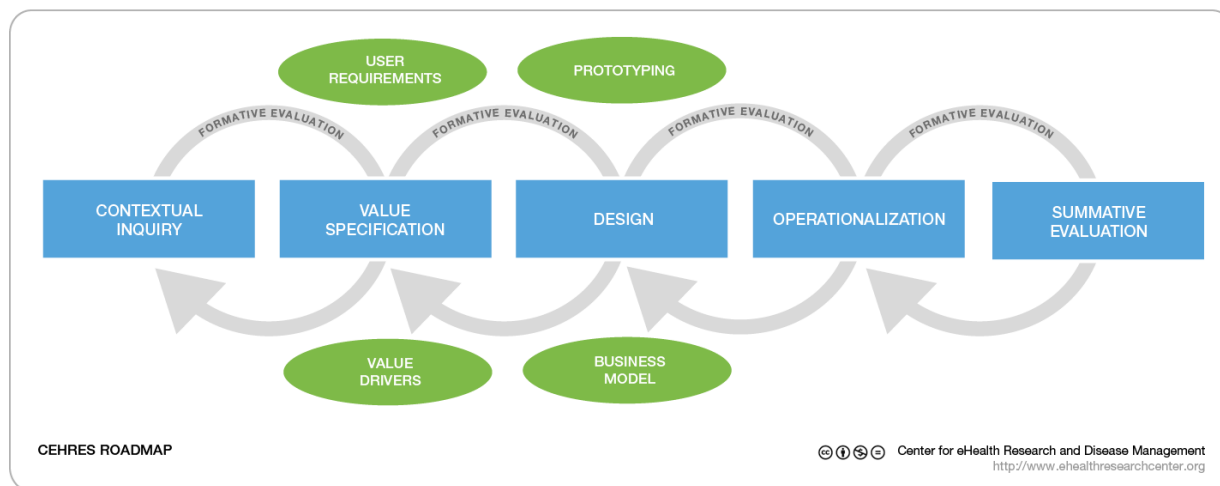 USER
REQUIREMENTS
PROTOTYPING
FORMATIVE EVALUATION
FORMATIVE EVALUATION
FORMATIVE EVALUATION
FORMATIVE EVALUATION
CONTEXTUAL
INQUIRY
VALUE
SPECIFICATION
DESIGN
OPERATIONALIZATION
SUMMATIVE
EVALUATION
VALUE
DRIVERS
BUSINESS
MODEL
CEHRES ROADMAP
cc Center for eHealth Research and Disease Management
http://www.ehealthresearchcenter.org